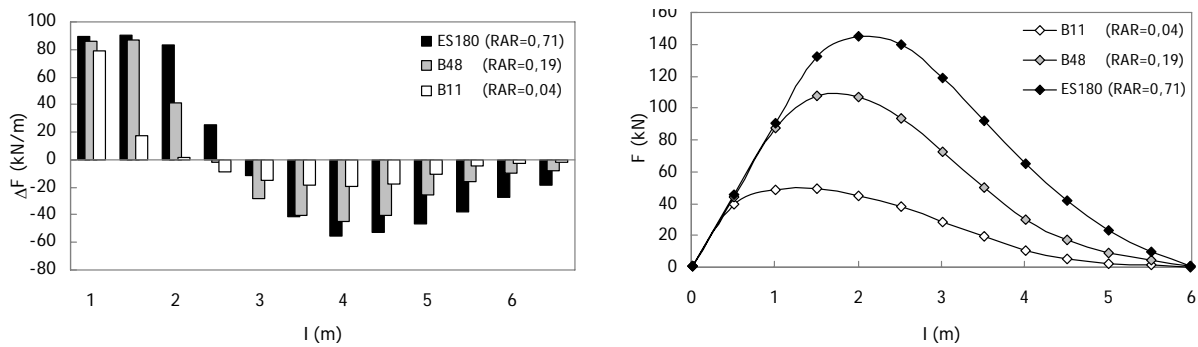 100
80
60
40
20
0
-20
-40
-60
-80
ΔF (kN/m)
ES180 (RAR=0,71)
B48 (RAR=0,19)
B11 (RAR=0,04)
1 2 3 4 5 6
l (m)
160
140
120
100
80
60
40
20
0
F (kN)
B11 (RAR=0,04)
B48 (RAR=0,19)
ES180 (RAR=0,71)
0 1 2 3 4 5 6
l (m)